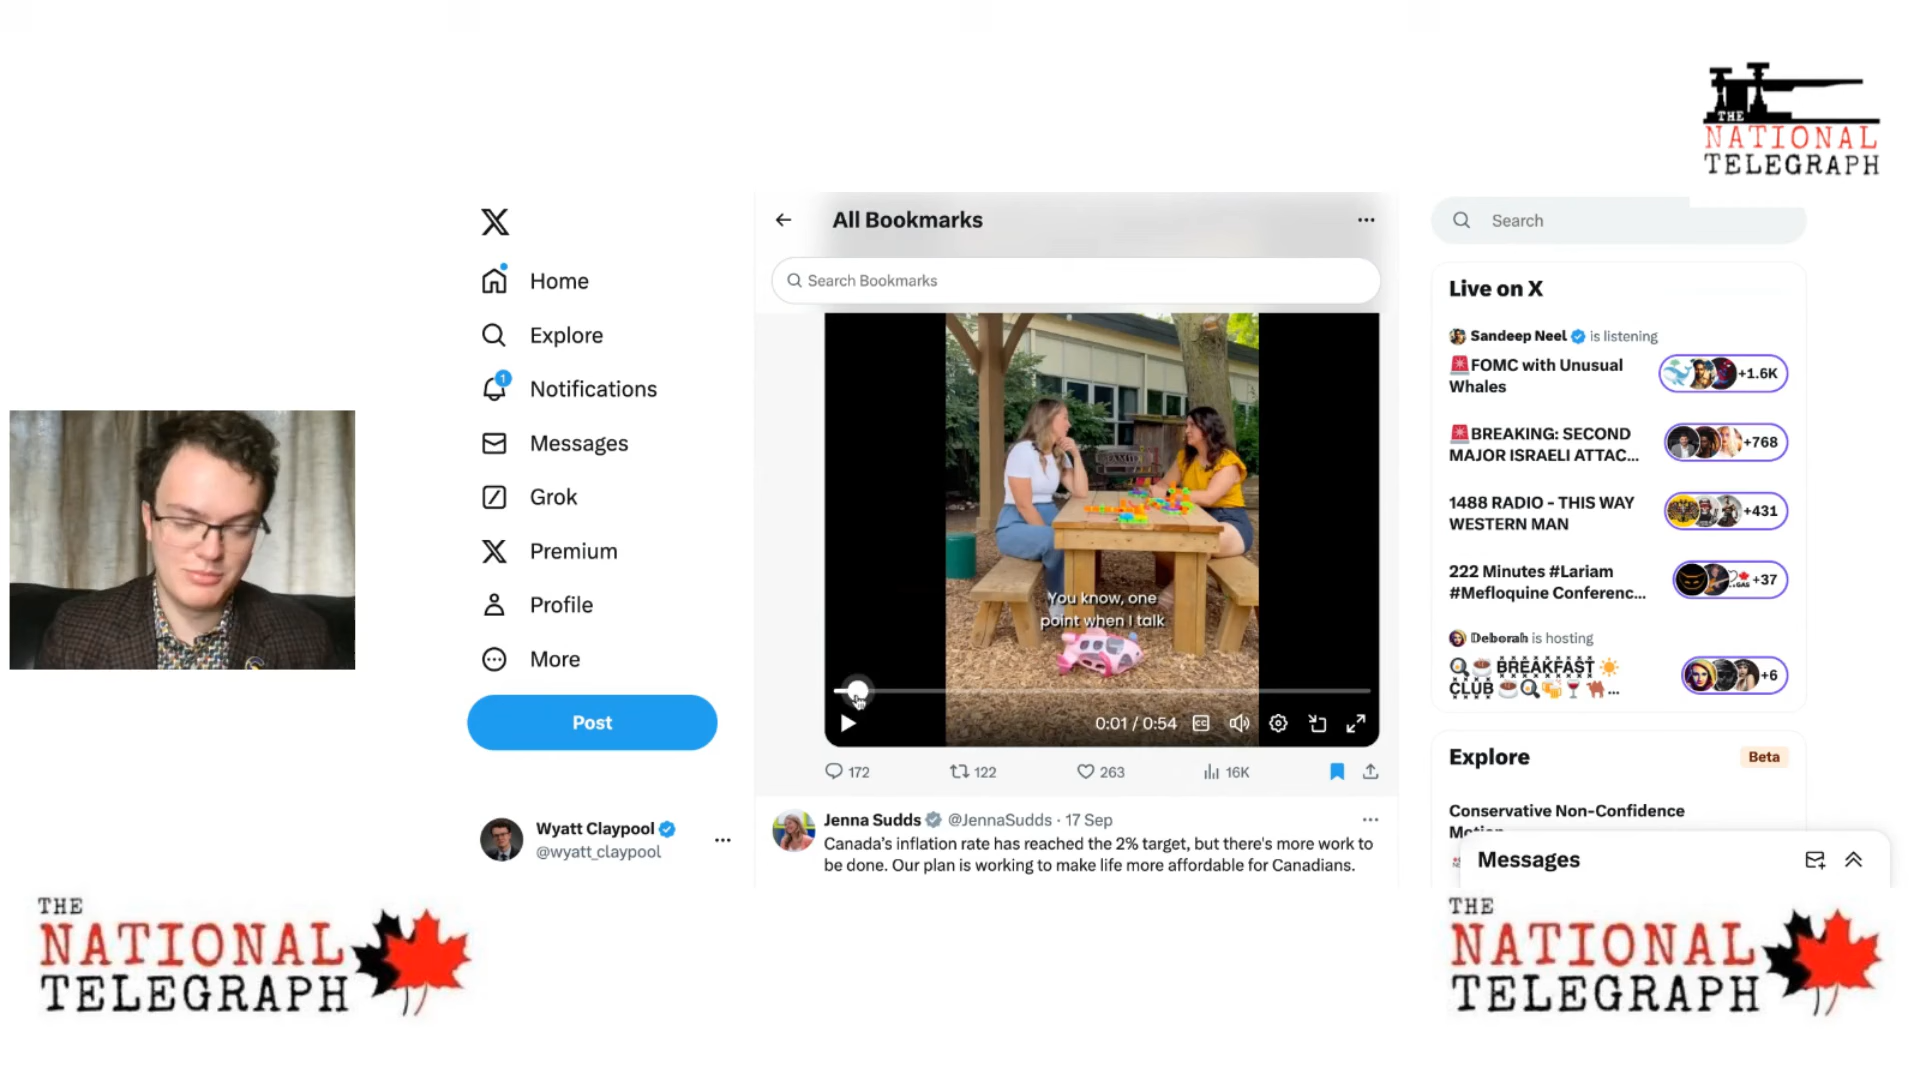 THE
NATIONAL
TELEGRAPH
Home
Explore
1
Notifications
Messages
Grok
Premium
Profile
More
Post
Wyatt Claypool
@wyatt_claypool
All Bookmarks
Search Bookmarks
You know, one
point when I talk
0:01 / 0:54
CC
172
122
263
16K
Jenna Sudds @JennaSudds · 17 Sep
Canada's inflation rate has reached the 2% target, but there's more work to
be done. Our plan is working to make life more affordable for Canadians.
Search
Live on X
Sandeep Neel is listening
🚨FOMC with Unusual
Whales
+1.6K
🚨BREAKING: SECOND
MAJOR ISRAELI ATTAC...
+768
1488 RADIO - THIS WAY
WESTERN MAN
+431
222 Minutes #Lariam
#Mefloquine Conferenc...
+37
Deborah is hosting
🍳☕ BREAKFAST ☀️
CLUB ☕🍳🍻🍷🐫...
+6
Explore
Beta
Conservative Non-Confidence
Messages
THE
NATIONAL
TELEGRAPH
THE
NATIONAL
TELEGRAPH